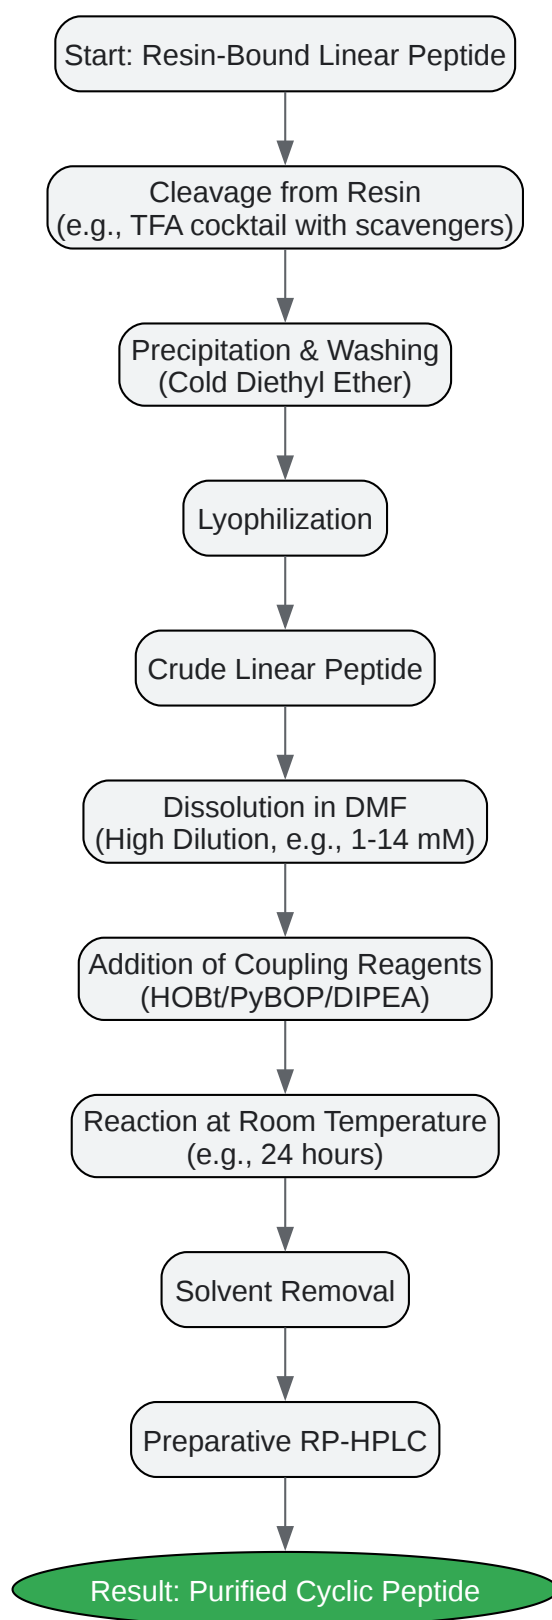 Start: Resin-Bound Linear Peptide
Cleavage from Resin
(e.g., TFA cocktail with scavengers)
Precipitation & Washing
(Cold Diethyl Ether)
Lyophilization
Crude Linear Peptide
Dissolution in DMF
(High Dilution, e.g., 1-14 mM)
Addition of Coupling Reagents
(HOBt/PyBOP/DIPEA)
Reaction at Room Temperature
(e.g., 24 hours)
Solvent Removal
Preparative RP-HPLC
Result: Purified Cyclic Peptide